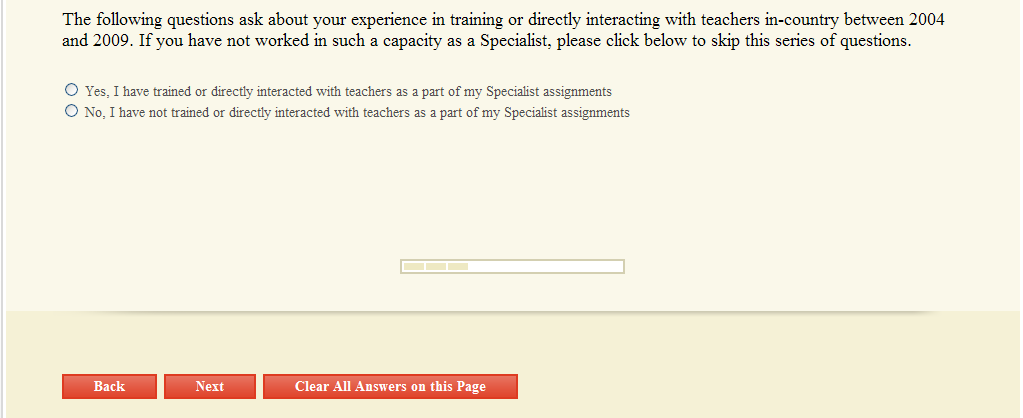 The following questions ask about your experience in training or directly interacting with teachers in-country between 2004
and 2009. If you have not worked in such a capacity as a Specialist, please click below to skip this series of questions.
Yes, I have trained or directly interacted with teachers as a part of my Specialist assignments
No, I have not trained or directly interacted with teachers as a part of my Specialist assignments
Back Next Clear All Answers on this Page